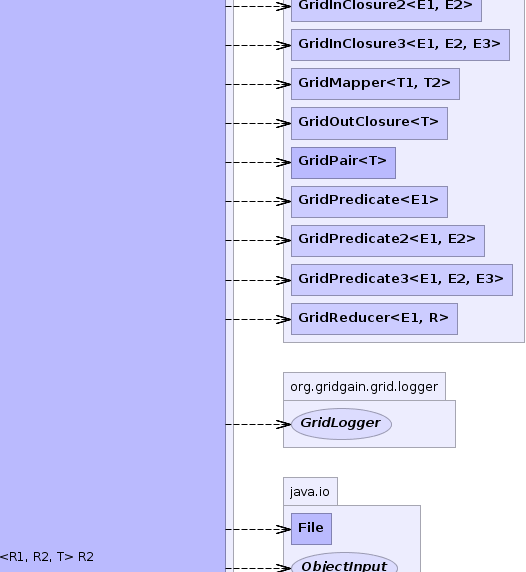 GridInClosure2<E1, E2>
GridInClosure3<E1, E2, E3>
GridMapper<T1, T2>
GridOutClosure<T>
GridPair<T>
GridPredicate<E1>
GridPredicate2<E1, E2>
GridPredicate3<E1, E2, E3>
GridReducer<E1, R>
org.gridgain.grid.logger
GridLogger
java.io
File
<R1, R2, T> R2
ObjectInput